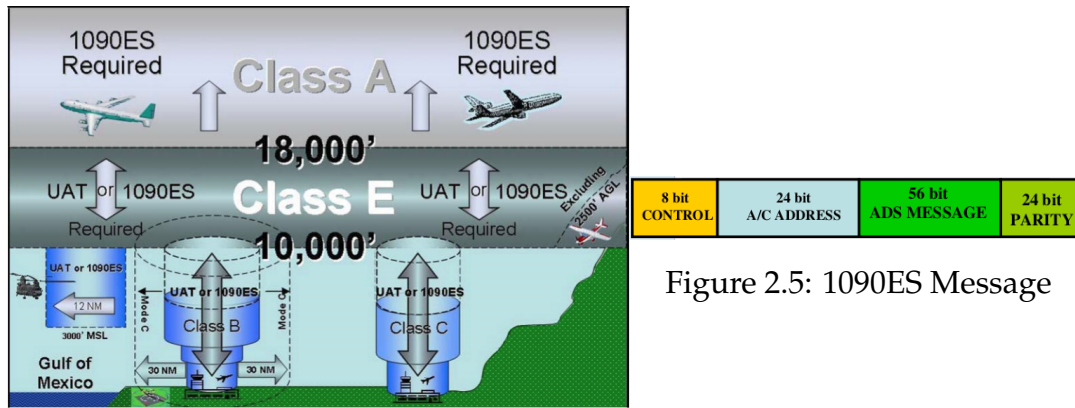 1090ES
Required
1090ES
Required
Class A
18,000'
UAT or 1090ES
Required
Class E
UAT or 1090ES
Required
Excluding
2500' AGL
10,000'
UAT or 1090ES
12 NM
3000' MSL
Gulf of
Mexico
Mode C
UAT or 1090ES
Mode C
Class B
30 NM
30 NM
UAT or 1090ES
Class C
8 bit
CONTROL
24 bit
A/C ADDRESS
56 bit
ADS MESSAGE
24 bit
PARITY
Figure 2.5: 1090ES Message